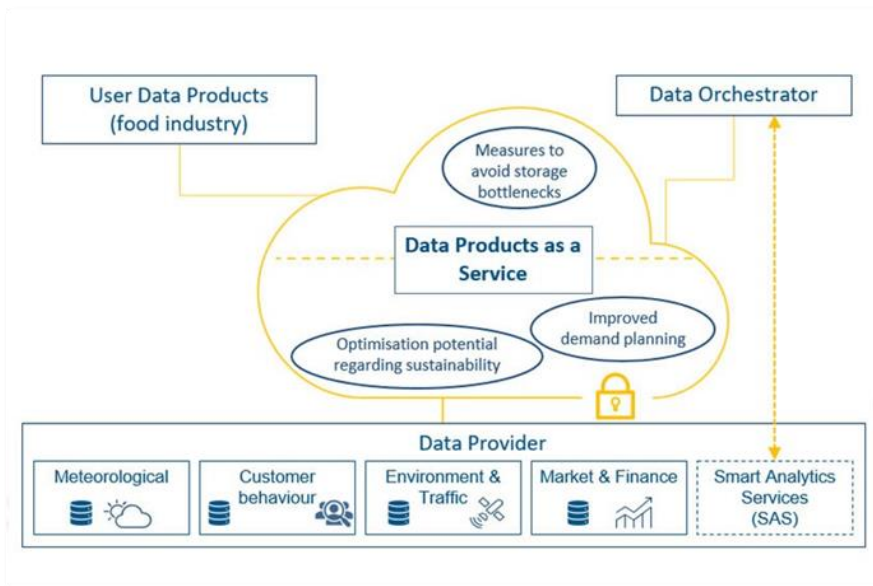 User Data Products
(food industry)
Data Orchestrator
Measures to
avoid storage
bottlenecks
Data Products as a
Service
Improved
demand planning
Optimisation potential
regarding sustainability
Data Provider
Meteorological
Customer
behaviour
Environment &
Traffic
Market & Finance
Smart Analytics
Services
(SAS)